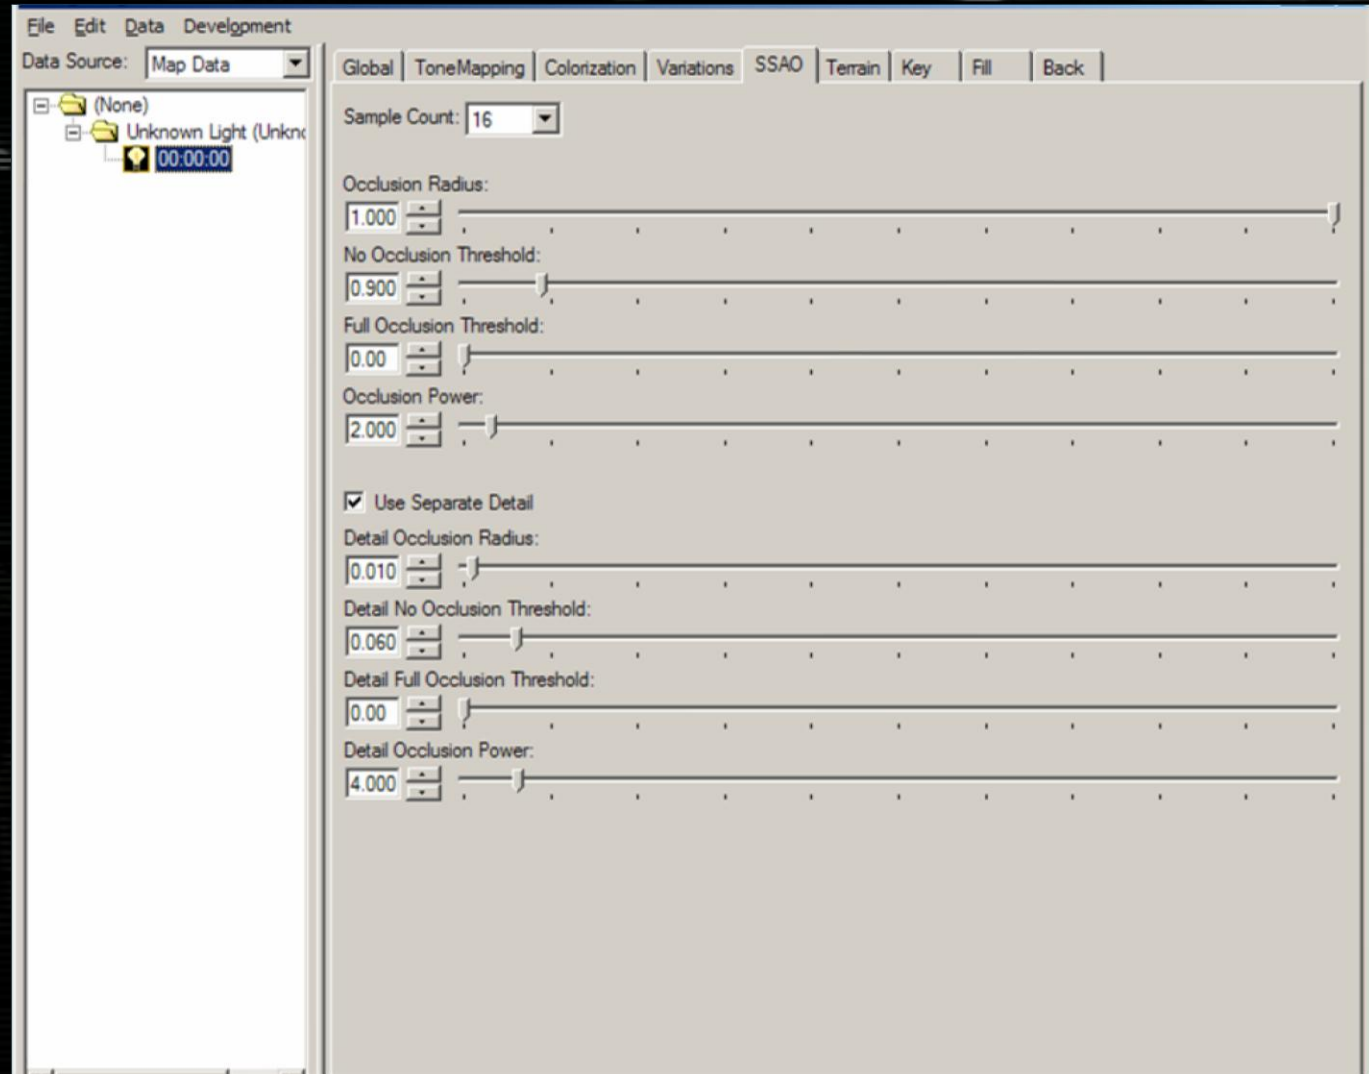 File Edit Data Development
Data Source: Map Data
Global ToneMapping Colorization Variations SSAO Terrain Key Fill Back
(None)
Unknown Light (Unkno
00:00:00
Sample Count: 16
Occlusion Radius:
1.000
No Occlusion Threshold:
0.900
Full Occlusion Threshold:
0.00
Occlusion Power:
2.000
Use Separate Detail
Detail Occlusion Radius:
0.010
Detail No Occlusion Threshold:
0.060
Detail Full Occlusion Threshold:
0.00
Detail Occlusion Power:
4.000